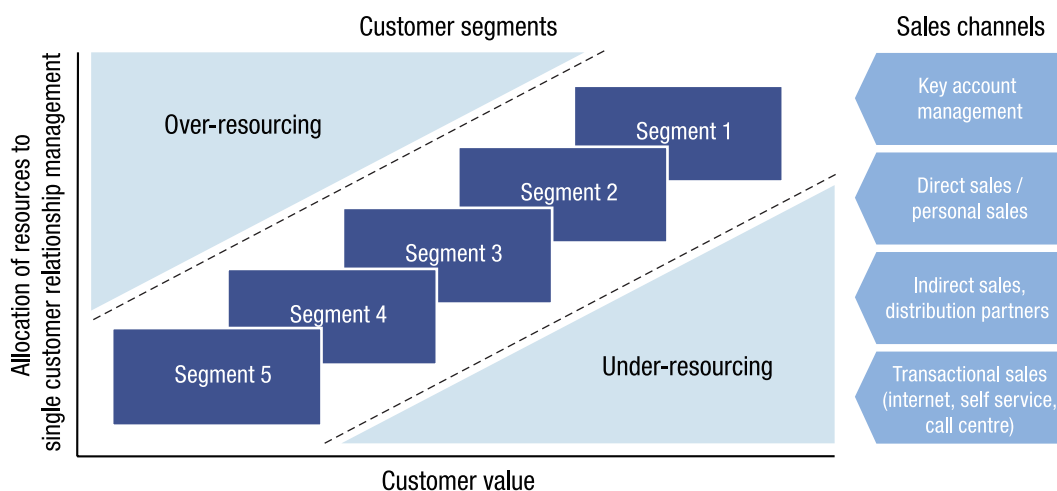 Customer segments
Sales channels
Allocation of resources to
single customer relationship management
Over-resourcing
Segment 1
Segment 2
Segment 3
Segment 4
Segment 5
Under-resourcing
Customer value
Key account
management
Direct sales /
personal sales
Indirect sales,
distribution partners
Transactional sales
(internet, self service,
call centre)